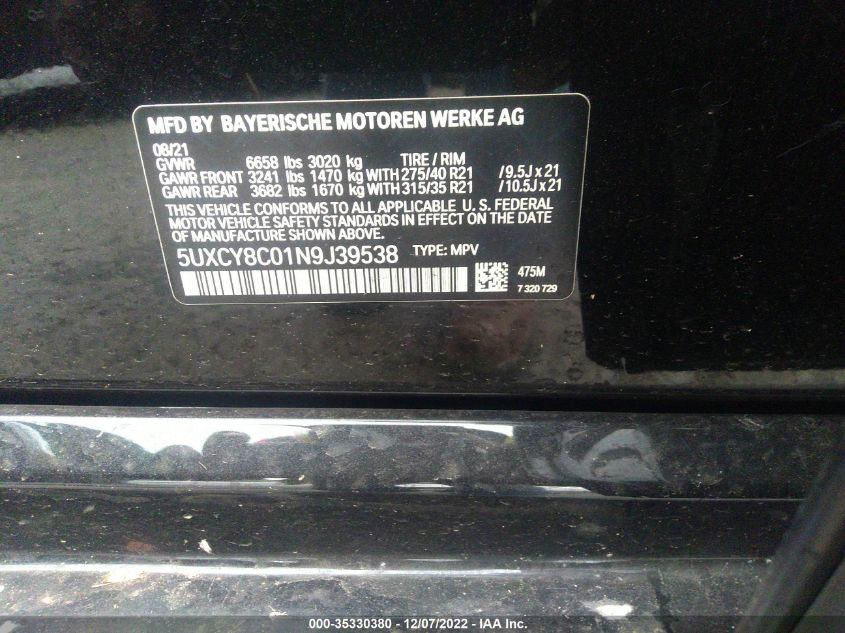 MFD BY BAYERISCHE MOTOREN WERKE AG
08/21
GVWR 6658 lbs 3020 kg TIRE / RIM
GAWR FRONT 3241 lbs 1470 kg WITH 275/40 R21 / 9.5J x 21
GAWR REAR 3682 lbs 1670 kg WITH 315/35 R21 / 10.5J x 21
THIS VEHICLE CONFORMS TO ALL APPLICABLE U. S. FEDERAL
MOTOR VEHICLE SAFETY STANDARDS IN EFFECT ON THE DATE
OF MANUFACTURE SHOWN ABOVE.
5UXCY8C01N9J39538 TYPE: MPV
475M
7 320 729
000-35330380 - 12/07/2022 - IAA Inc.